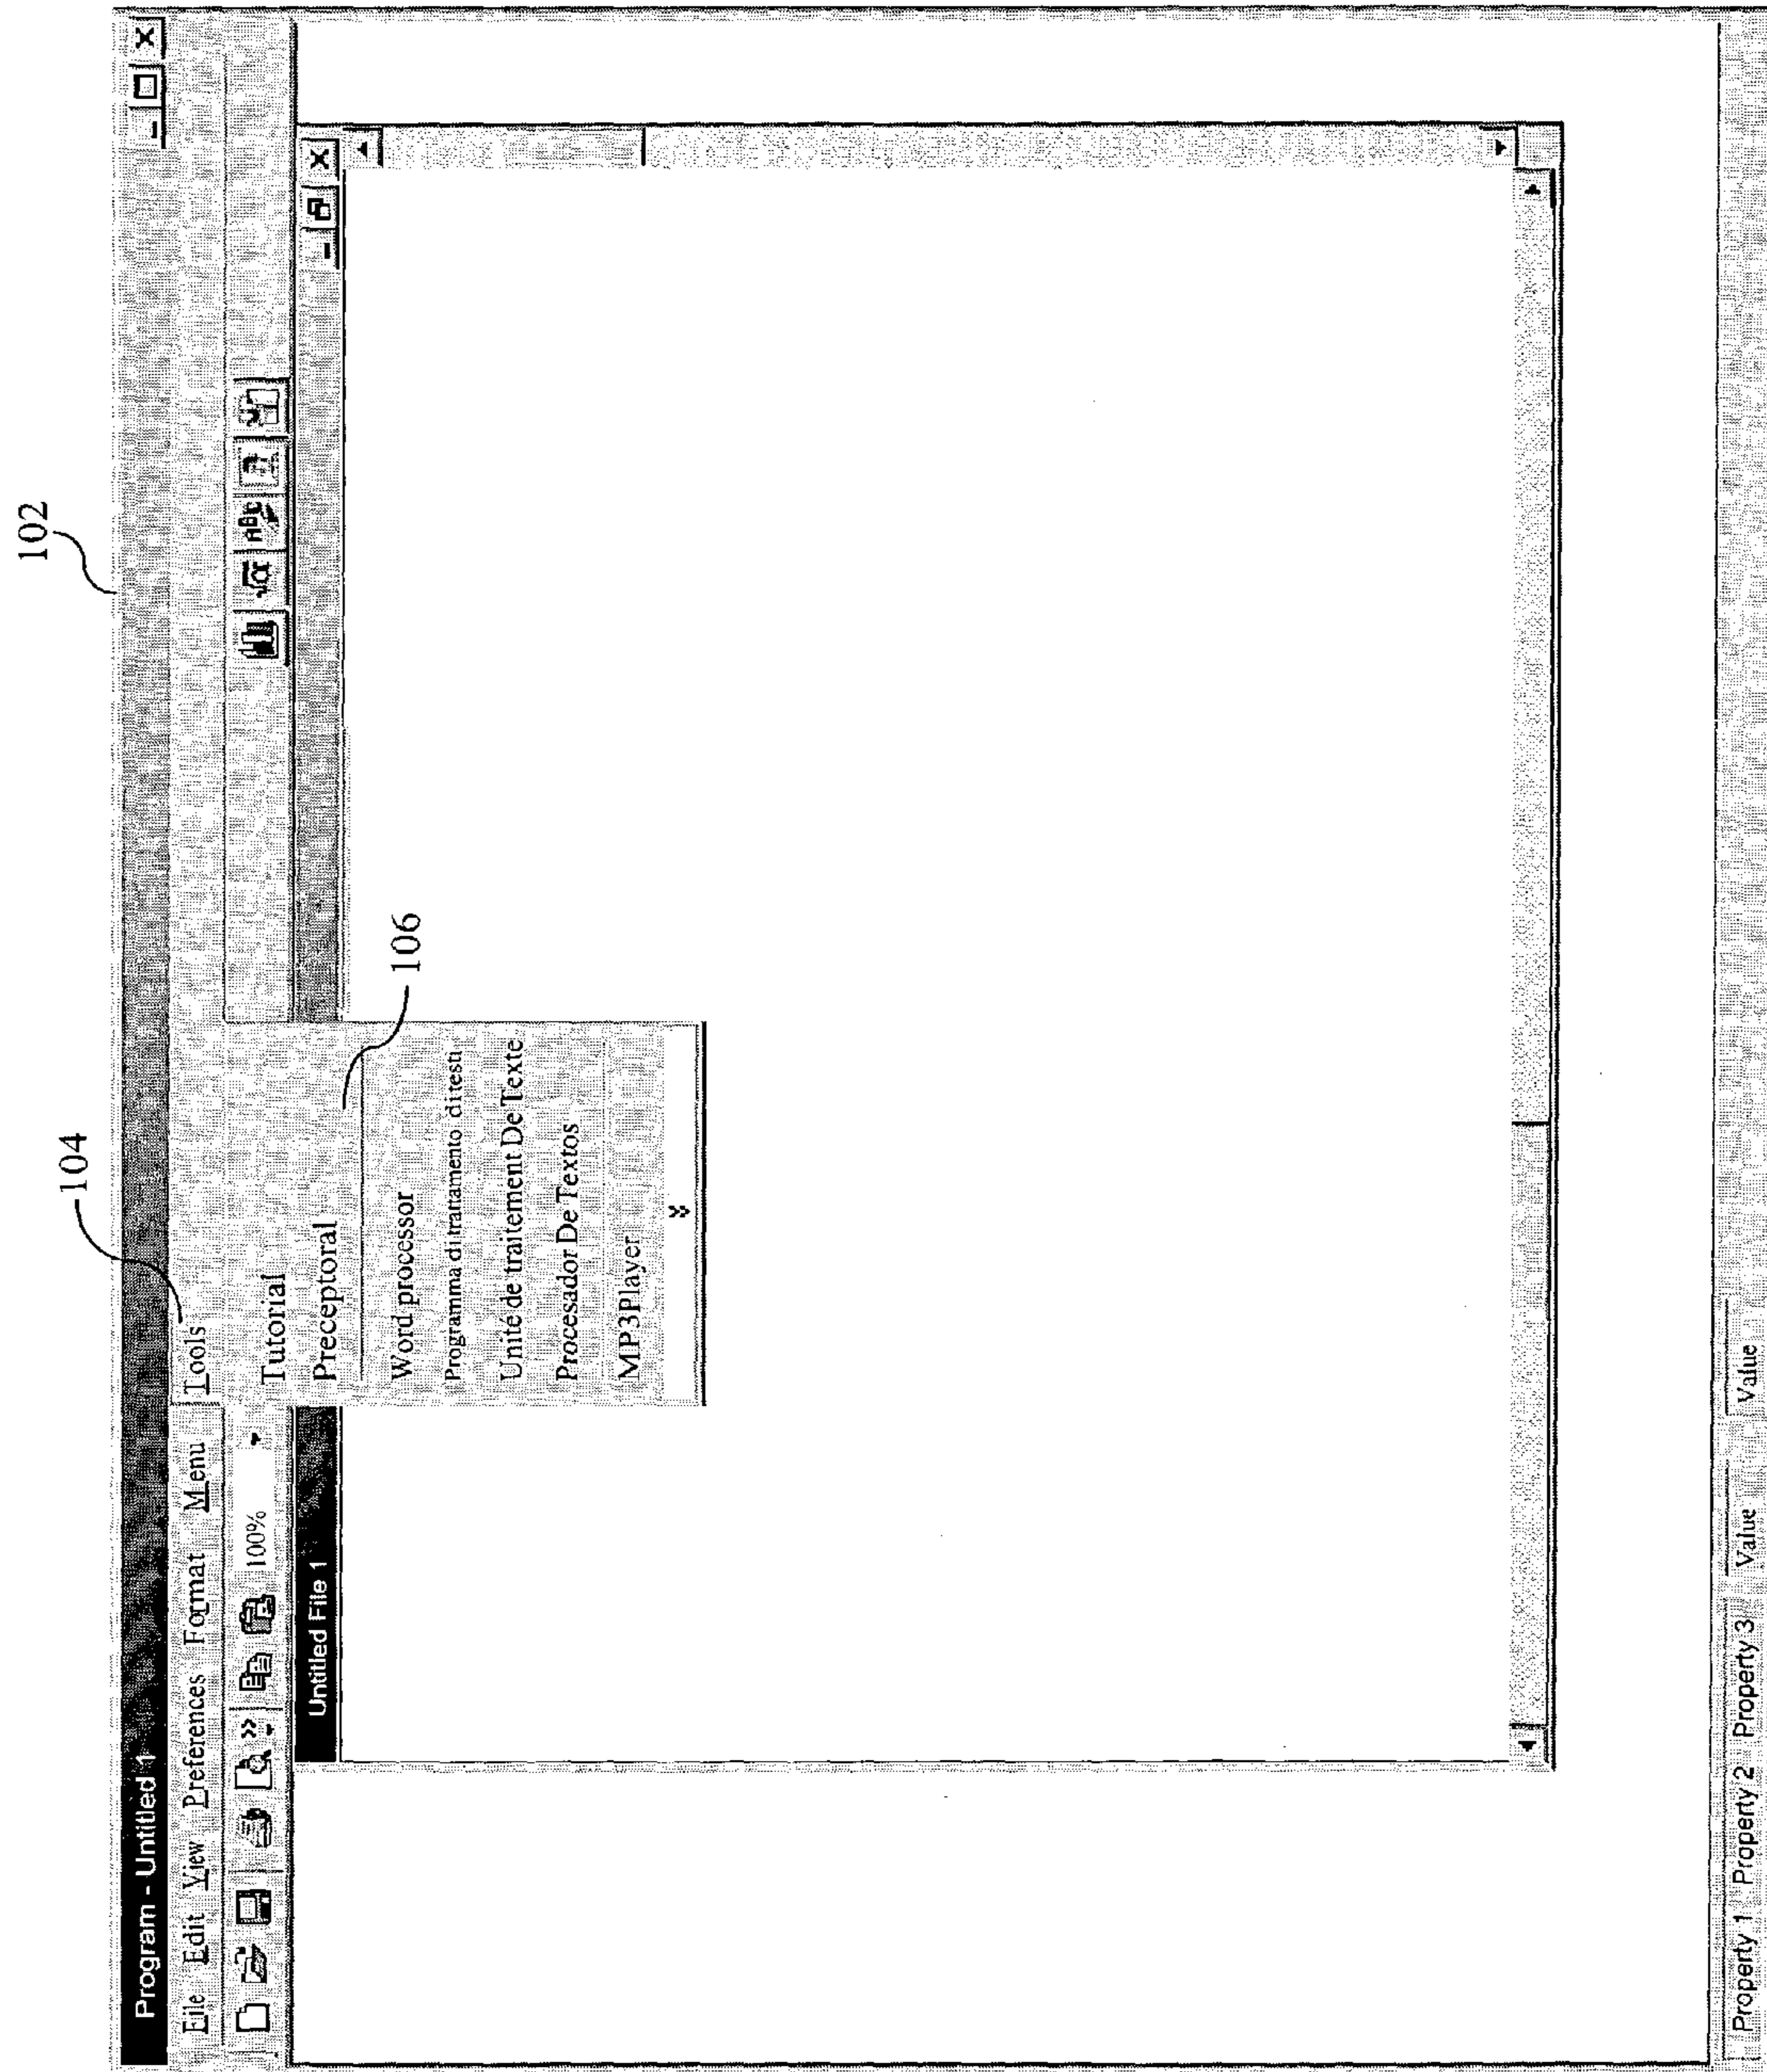 102
104
Program - Untitled 1
File Edit View Preferences Format Menu Tools
100%
ABC
Untitled File 1
Tutorial
Preceptoral
106
Word processor
Programma di trattamento di testi
Unité de traitement De Texte
Procesador De Textos
MP3Player
Property 1 Property 2 Property 3 Value Value